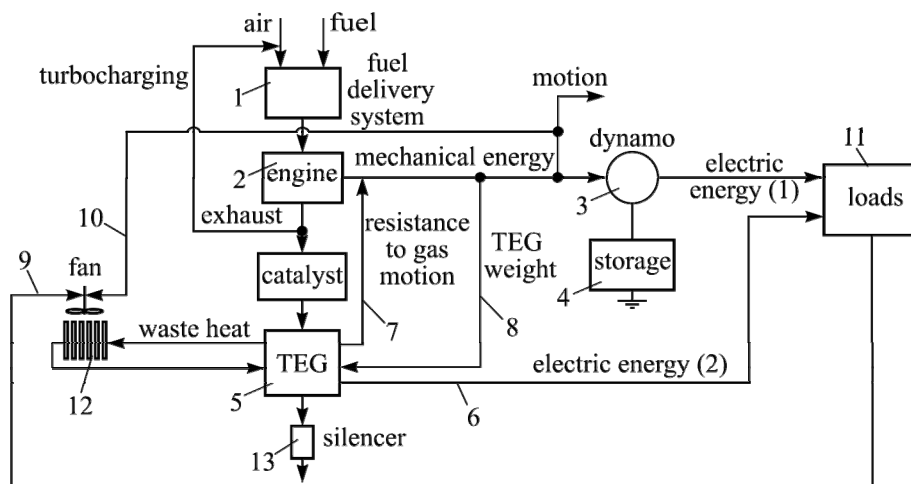 air
fuel
turbocharging
1
fuel
delivery
system
motion
dynamo
11
2
engine
mechanical energy
3
electric
energy (1)
loads
10
exhaust
resistance
to gas
motion
TEG
weight
9
fan
catalyst
storage
4
7
8
waste heat
TEG
electric energy (2)
12
5
6
13
silencer